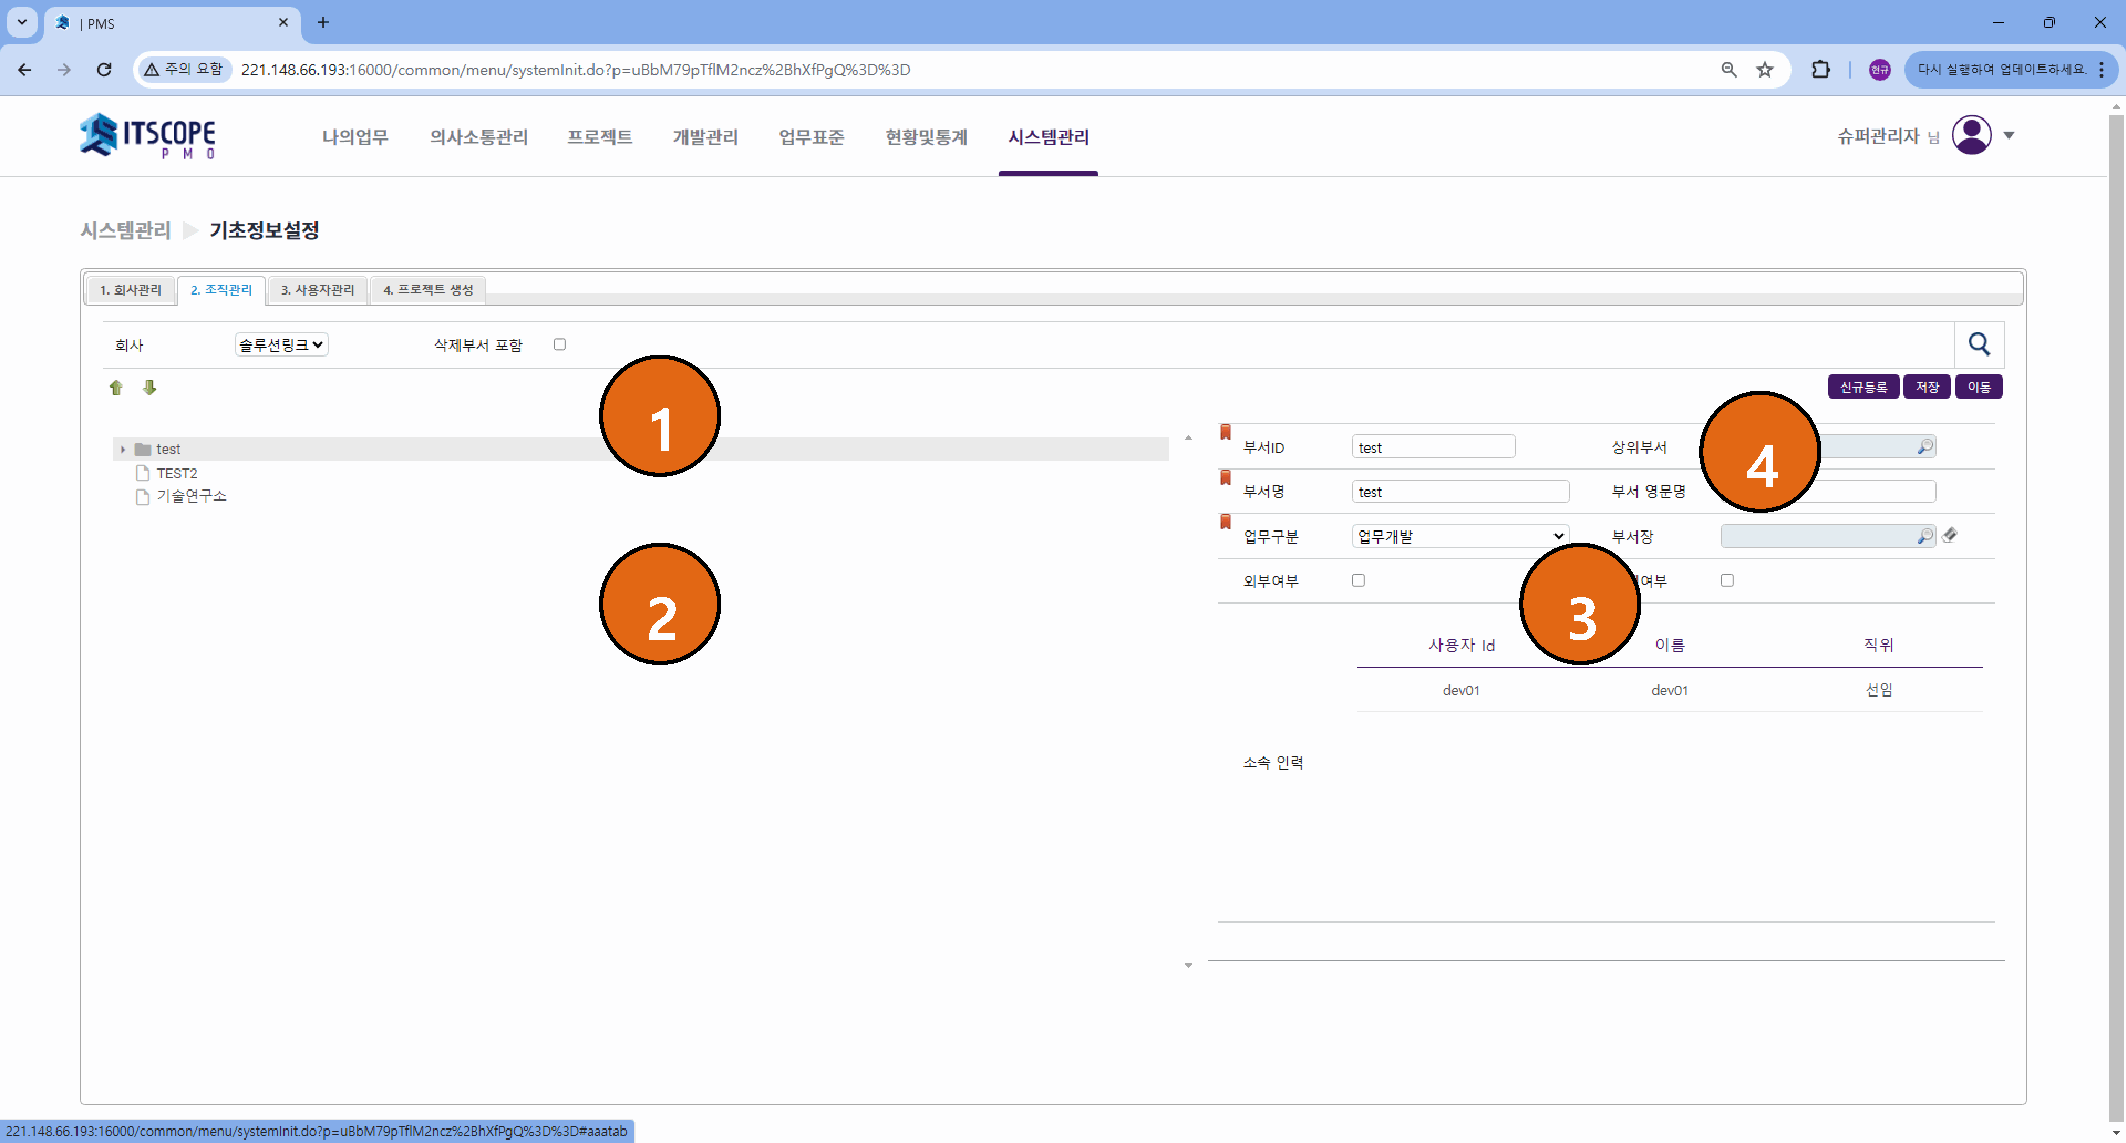 | PMS
주의 요함 221.148.66.193:16000/common/menu/systemInit.do?p=uBbM79pTflM2ncz%2BhXfPgQ%3D%3D
현규 다시 실행하여 업데이트하세요.
ITSCOPE
PMO
나의업무 의사소통관리 프로젝트 개발관리 업무표준 현황및통계 시스템관리
슈퍼관리자 님
시스템관리 기초정보설정
1. 회사관리 2. 조직관리 3. 사용자관리 4. 프로젝트 생성
회사 솔루션링크 삭제부서 포함
신규등록 저장 이동
test
TEST2
기술연구소
1
2
3
4
부서ID test 상위부서
부서명 test 부서 영문명
업무구분 업무개발 부서장
외부여부 여부
사용자 Id 이름 직위
dev01 dev01 선임
소속 인력
221.148.66.193:16000/common/menu/systemInit.do?p=uBbM79pTflM2ncz%2BhXfPgQ%3D%3D#aaatab